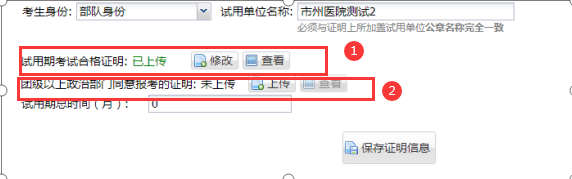 考生身份: 部队身份 试用单位名称: 市州医院测试2
必须与证明上所加盖试用单位公章名称完全一致
1
试用期考试合格证明: 已上传 修改 查看
团级以上政治部门同意报考的证明: 未上传 上传 查看
2
试用期总时间（月）: 0
保存证明信息